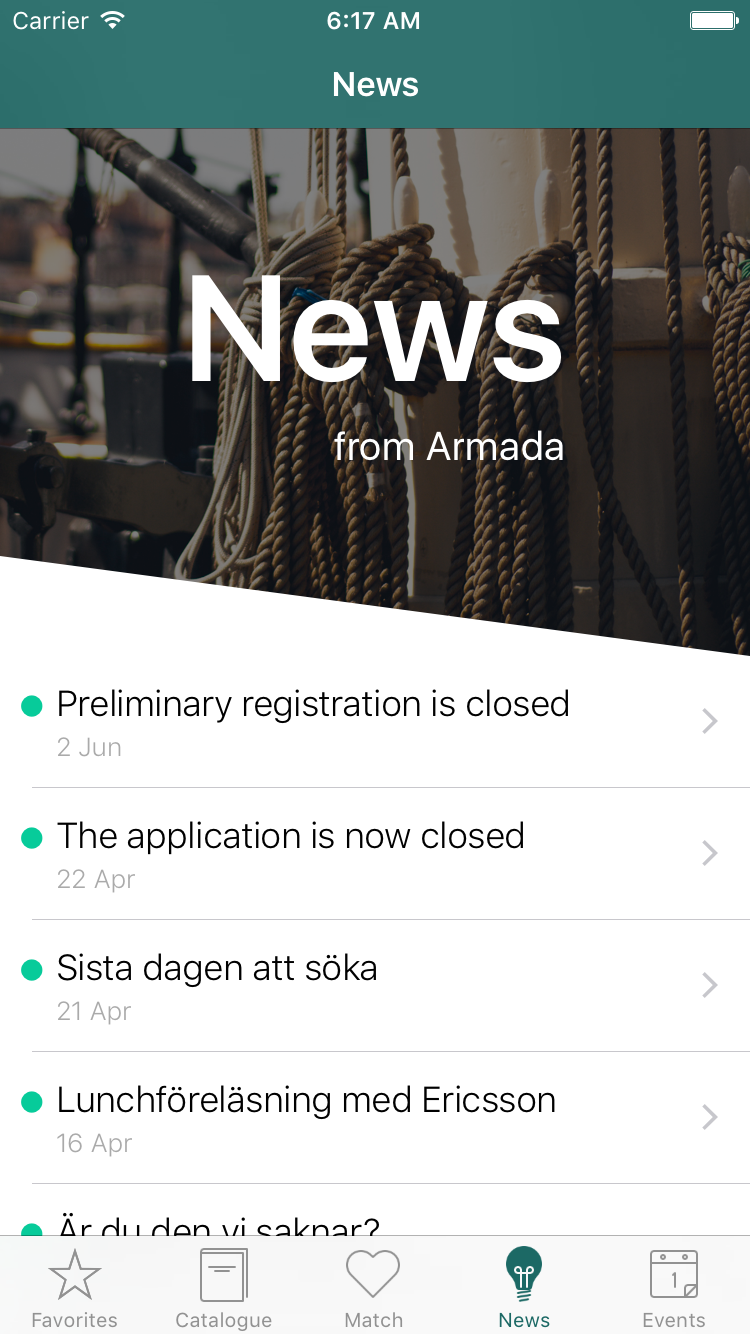 Carrier 6:17 AM
News
News
from Armada
Preliminary registration is closed
2 Jun
The application is now closed
22 Apr
Sista dagen att söka
21 Apr
Lunchföreläsning med Ericsson
16 Apr
Är du den vi saknar?
1
Favorites Catalogue Match News Events